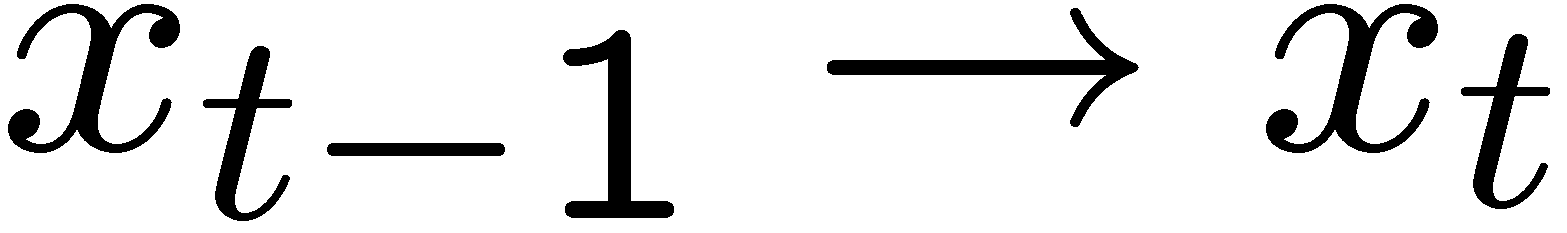 x_{t-1} → x_t